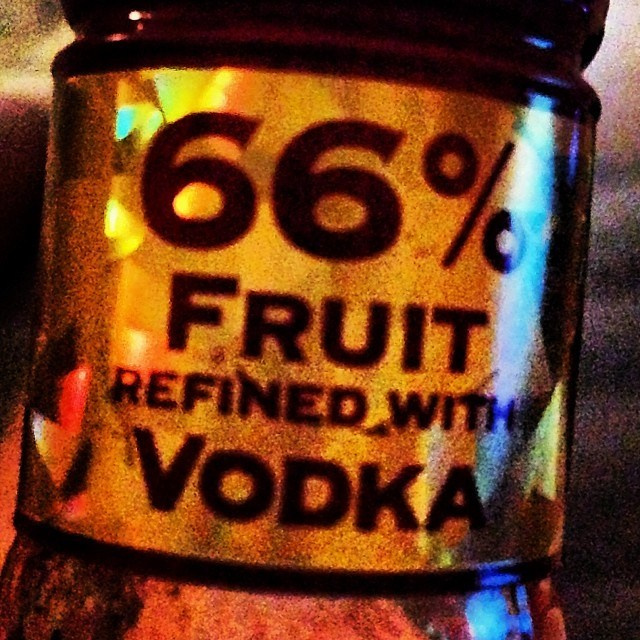 66%
FRUIT
REFINED WITH
VODKA